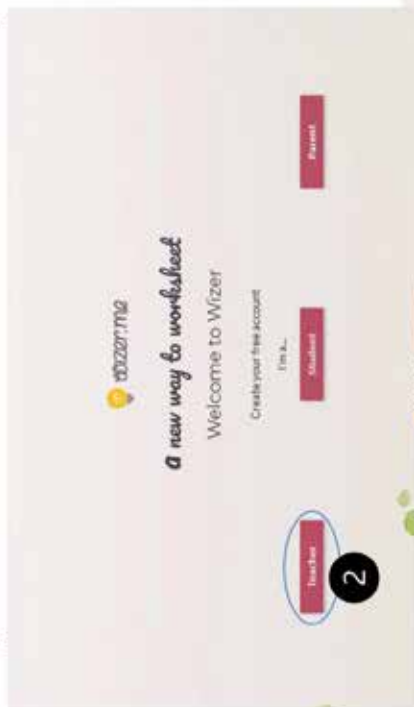 wizer.me
a new way to worksheet
Welcome to Wizer
Create your free account
I'm a...
Teacher
Student
Parent
2